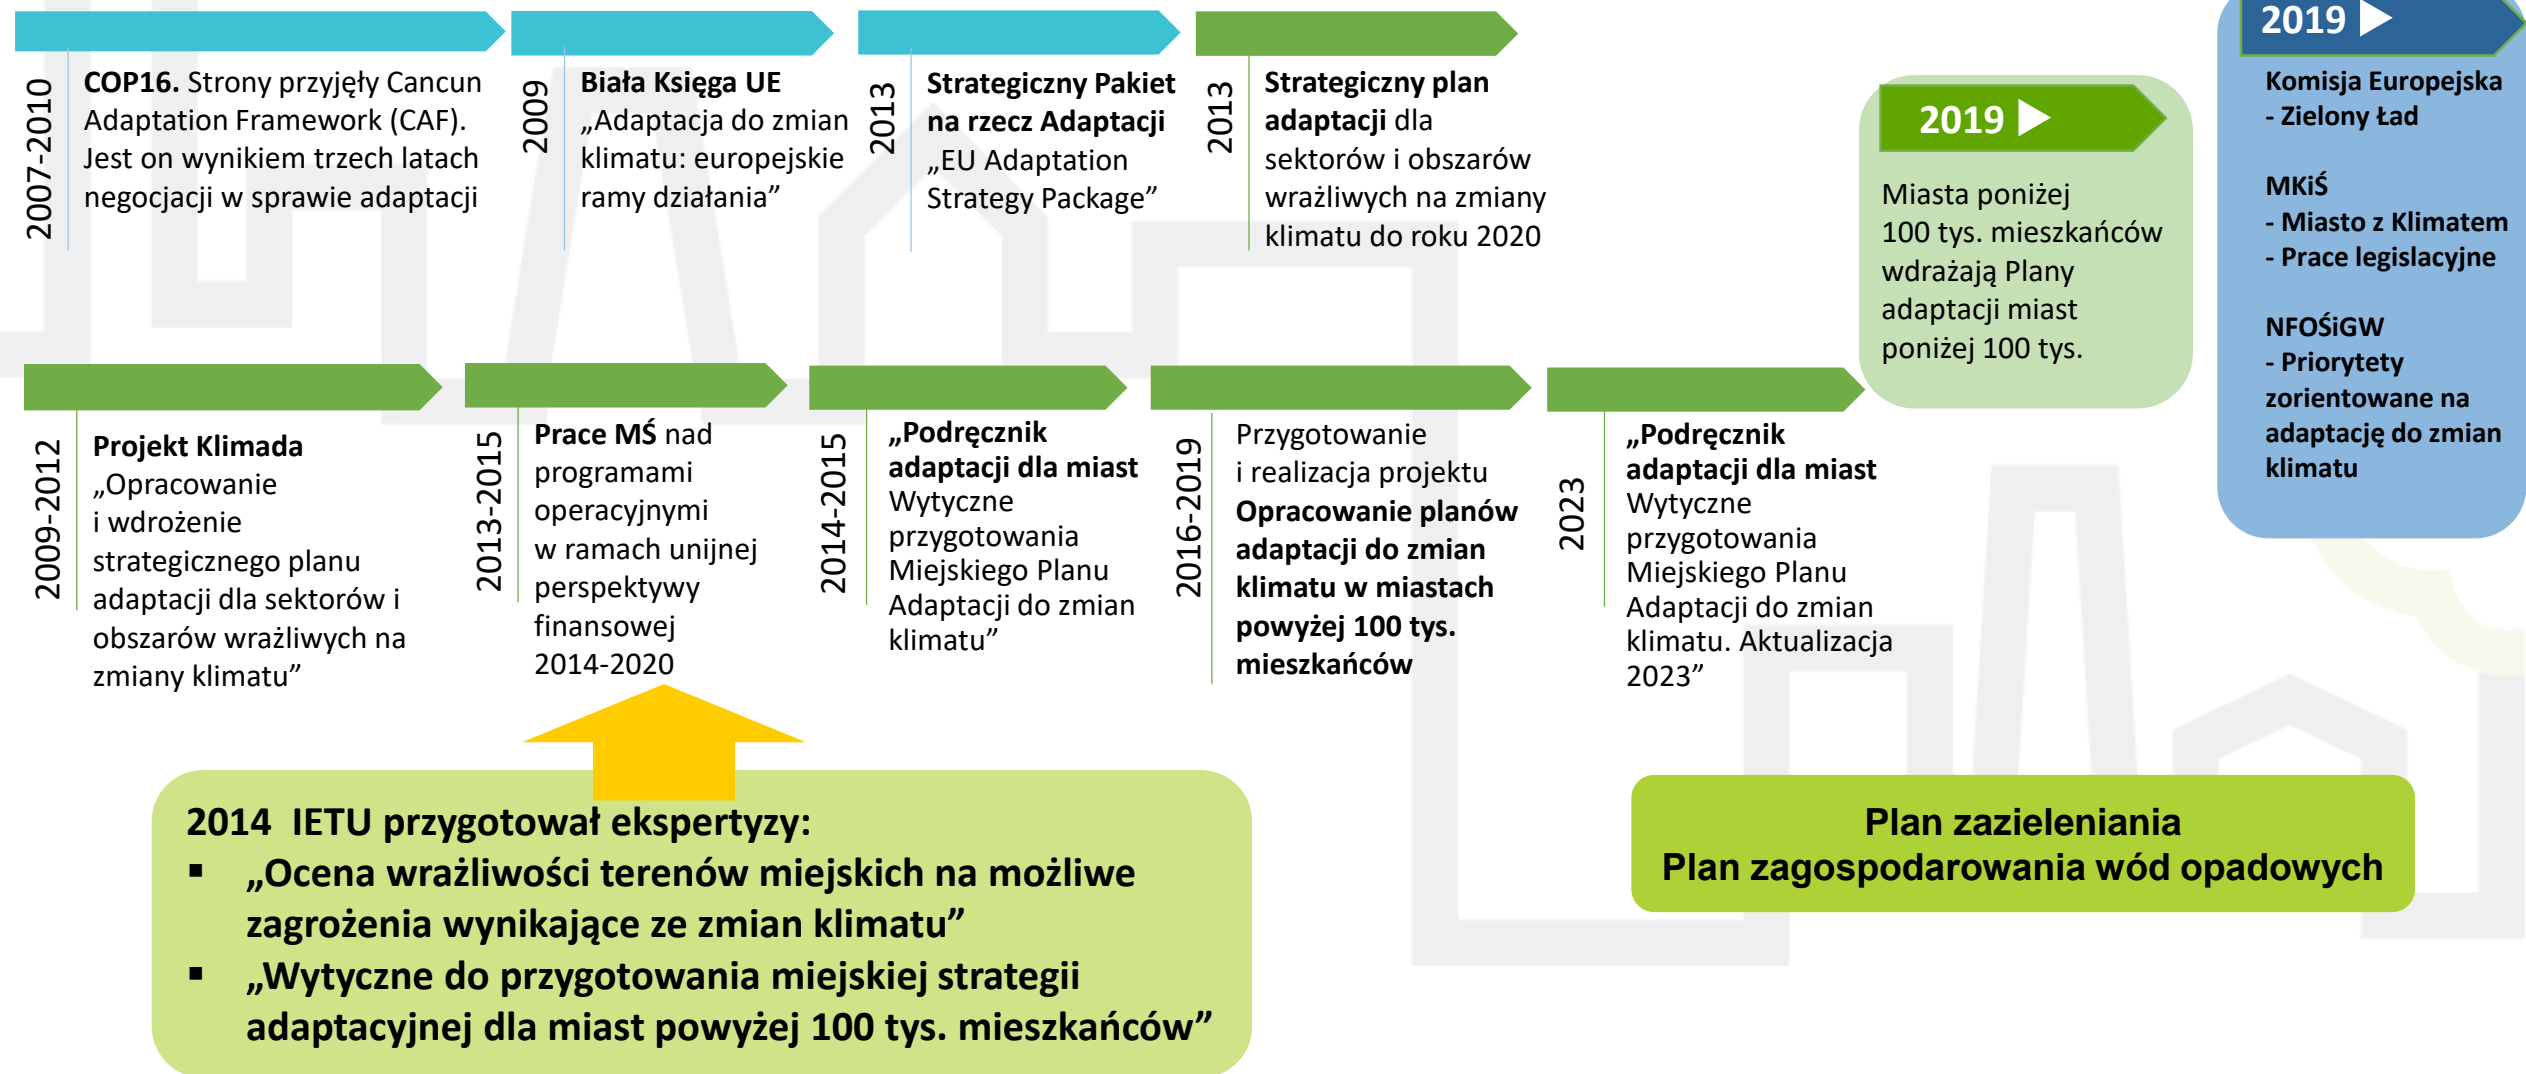 2007-2010
COP16. Strony przyjęły Cancun
Adaptation Framework (CAF).
Jest on wynikiem trzech latach
negocjacji w sprawie adaptacji
2009
Biała Księga UE
„Adaptacja do zmian
klimatu: europejskie
ramy działania”
2013
Strategiczny Pakiet
na rzecz Adaptacji
„EU Adaptation
Strategy Package”
2013
Strategiczny plan
adaptacji dla
sektorów i obszarów
wrażliwych na zmiany
klimatu do roku 2020
2019
Miasta poniżej
100 tys. mieszkańców
wdrażają Plany
adaptacji miast
poniżej 100 tys.
2019
Komisja Europejska
- Zielony Ład
MKiŚ
- Miasto z Klimatem
- Prace legislacyjne
NFOŚiGW
- Priorytety
zorientowane na
adaptację do zmian
klimatu
2009-2012
Projekt Klimada
„Opracowanie
i wdrożenie
strategicznego planu
adaptacji dla sektorów i
obszarów wrażliwych na
zmiany klimatu”
2013-2015
Prace MŚ nad
programami
operacyjnymi
w ramach unijnej
perspektywy
finansowej
2014-2020
2014-2015
„Podręcznik
adaptacji dla miast
Wytyczne
przygotowania
Miejskiego Planu
Adaptacji do zmian
klimatu”
2016-2019
Przygotowanie
i realizacja projektu
Opracowanie planów
adaptacji do zmian
klimatu w miastach
powyżej 100 tys.
mieszkańców
2023
„Podręcznik
adaptacji dla miast
Wytyczne
przygotowania
Miejskiego Planu
Adaptacji do zmian
klimatu. Aktualizacja
2023”
2014 IETU przygotował ekspertyzy:
▪ „Ocena wrażliwości terenów miejskich na możliwe
zagrożenia wynikające ze zmian klimatu”
▪ „Wytyczne do przygotowania miejskiej strategii
adaptacyjnej dla miast powyżej 100 tys. mieszkańców”
Plan zazieleniania
Plan zagospodarowania wód opadowych